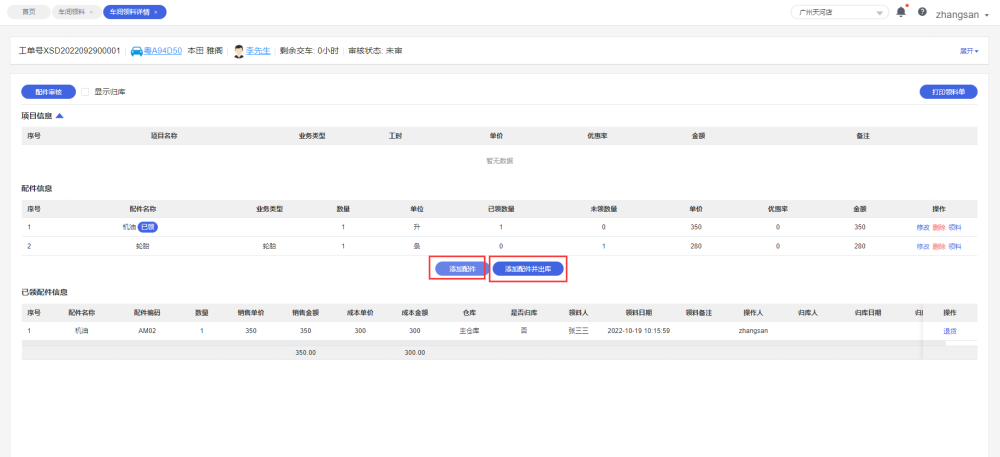 首页 车间领料 × 车间领料详情 × 广州天河店 zhangsan
工单号XSD2022092900001 粤A94D50 本田 雅阁 李先生 剩余交车: 0小时 审核状态: 未审 展开
配件审核 显示归库 打印领料单
项目信息
序号 项目名称 业务类型 工时 单价 优惠率 金额 备注
暂无数据
配件信息
序号 配件名称 业务类型 数量 单位 已领数量 未领数量 单价 优惠率 金额 操作
1 机油 已领 1 升 1 0 350 0 350 修改 删除 领料
2 轮胎 轮胎 1 条 0 1 280 0 280 修改 删除 领料
添加配件 添加配件并出库
已领配件信息
序号 配件名称 配件编码 数量 销售单价 销售金额 成本单价 成本金额 仓库 是否归库 领料人 领料日期 领料备注 操作人 归库人 归库日期 操作
1 机油 AM02 1 350 350 300 300 主仓库 否 张三三 2022-10-19 10:15:59 zhangsan 退货
350.00 300.00